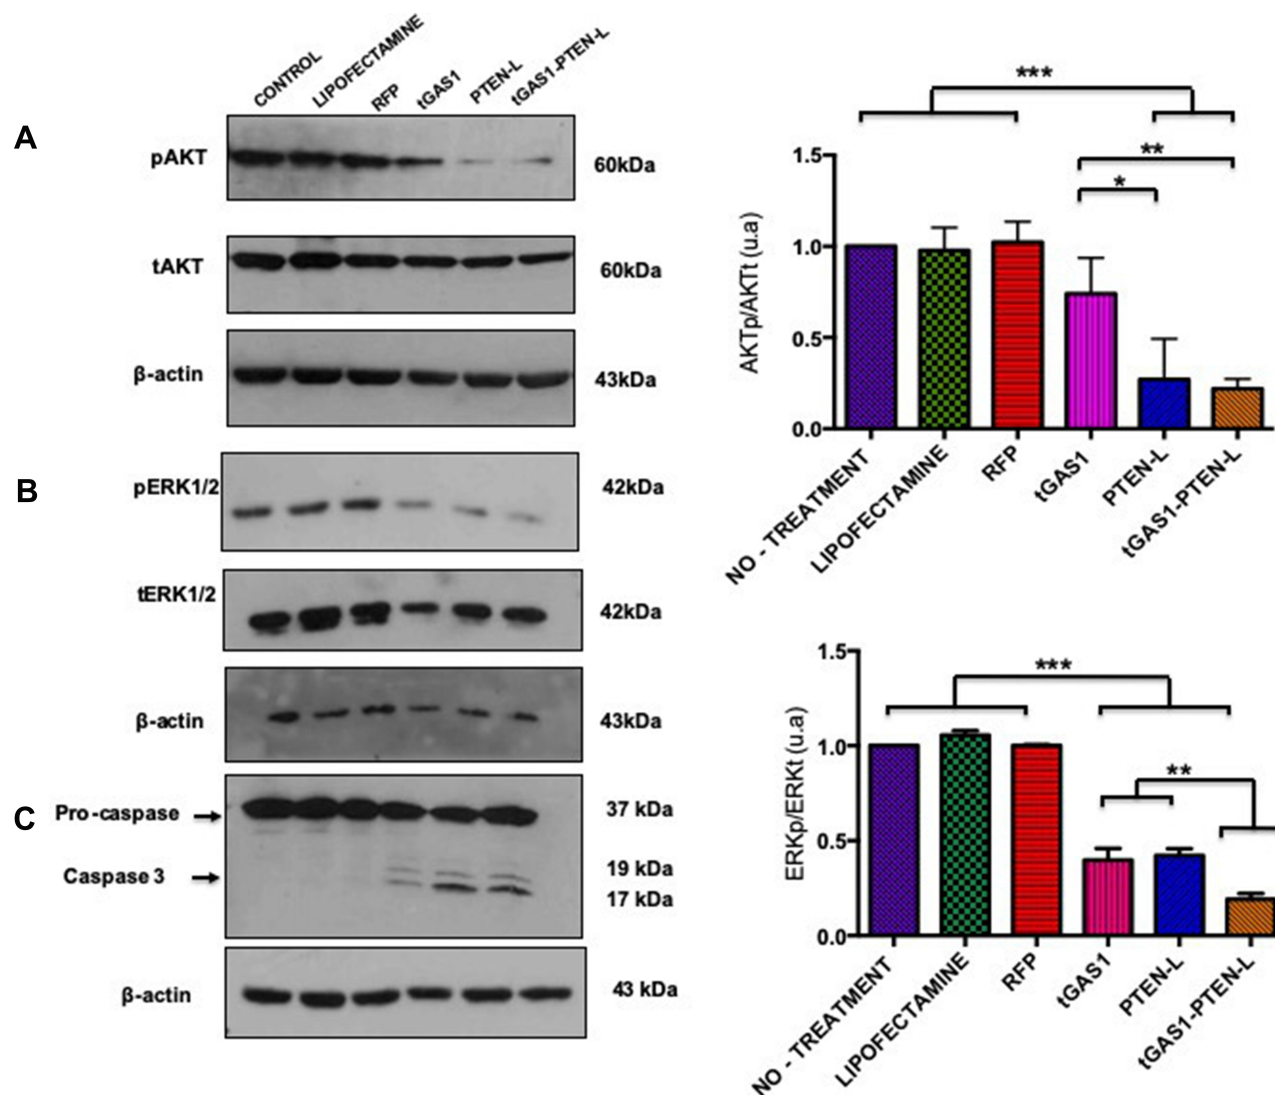 CONTROL
LIPOFECTAMINE
RFP
tGAS1
PTEN-L
tGAS1-PTEN-L
A
pAKT
60kDa
tAKT
60kDa
β-actin
43kDa
B
pERK1/2
42kDa
tERK1/2
42kDa
β-actin
43kDa
C
Pro-caspase
37 kDa
Caspase 3
19 kDa
17 kDa
β-actin
43 kDa
***
**
*
AKTp/AKTt (u.a)
1.5
1.0
0.5
0.0
NO - TREATMENT
LIPOFECTAMINE
RFP
tGAS1
PTEN-L
tGAS1-PTEN-L
***
**
ERKp/ERKt (u.a)
1.5
1.0
0.5
0.0
NO - TREATMENT
LIPOFECTAMINE
RFP
tGAS1
PTEN-L
tGAS1-PTEN-L